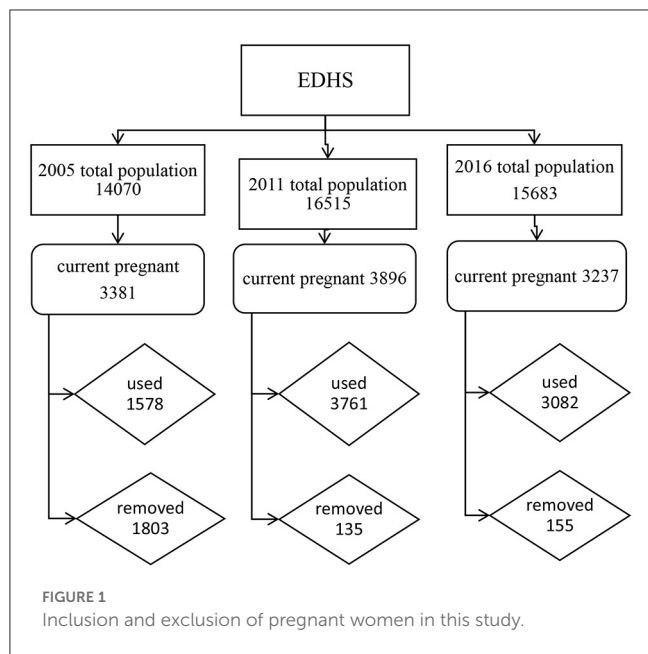 EDHS
2005 total population
14070
2011 total population
16515
2016 total population
15683
current pregnant
3381
current pregnant 3896
current pregnant 3237
used
1578
used
3761
used
3082
removed
1803
removed
135
removed
155
FIGURE 1
Inclusion and exclusion of pregnant women in this study.